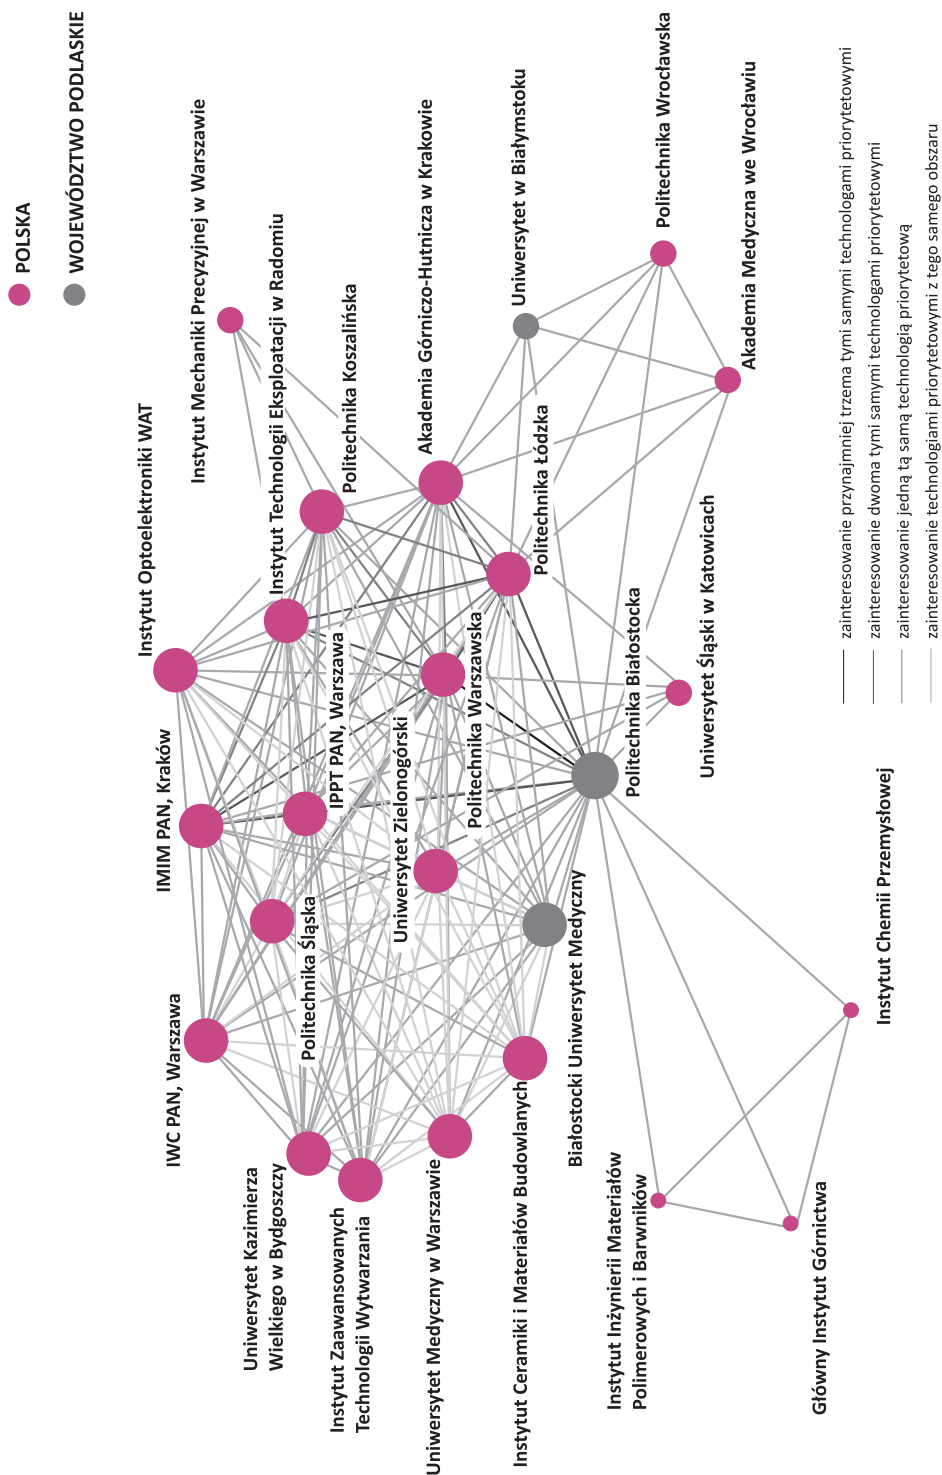 POLSKA
WOJEWÓDZTWO PODLASKIE
Instytut Optoelektroniki WAT
Instytut Mechaniki Precyzyjnej w Warszawie
Instytut Technologii Eksploatacji w Radomiu
Politechnika Koszalińska
Akademia Górniczo-Hutnicza w Krakowie
Uniwersytet w Białymstoku
Politechnika Wrocławska
Akademia Medyczna we Wrocławiu
Politechnika Łódzka
IMIM PAN, Kraków
IPPT PAN, Warszawa
Uniwersytet Zielonogórski
Politechnika Warszawska
Politechnika Białostocka
Uniwersytet Śląski w Katowicach
IWC PAN, Warszawa
Politechnika Śląska
Białostocki Uniwersytet Medyczny
Instytut Chemii Przemysłowej
Uniwersytet Kazimierza
Wielkiego w Bydgoszczy
Instytut Zaawansowanych
Technologii Wytwarzania
Uniwersytet Medyczny w Warszawie
Instytut Ceramiki i Materiałów Budowlanych
Instytut Inżynierii Materiałów
Polimerowych i Barwników
Główny Instytut Górnictwa
zainteresowanie przynajmniej trzema tymi samymi technologami priorytetowymi
zainteresowanie dwoma tymi samymi technologami priorytetowymi
zainteresowanie jedną tą samą technologią priorytetową
zainteresowanie technologiami priorytetowymi z tego samego obszaru